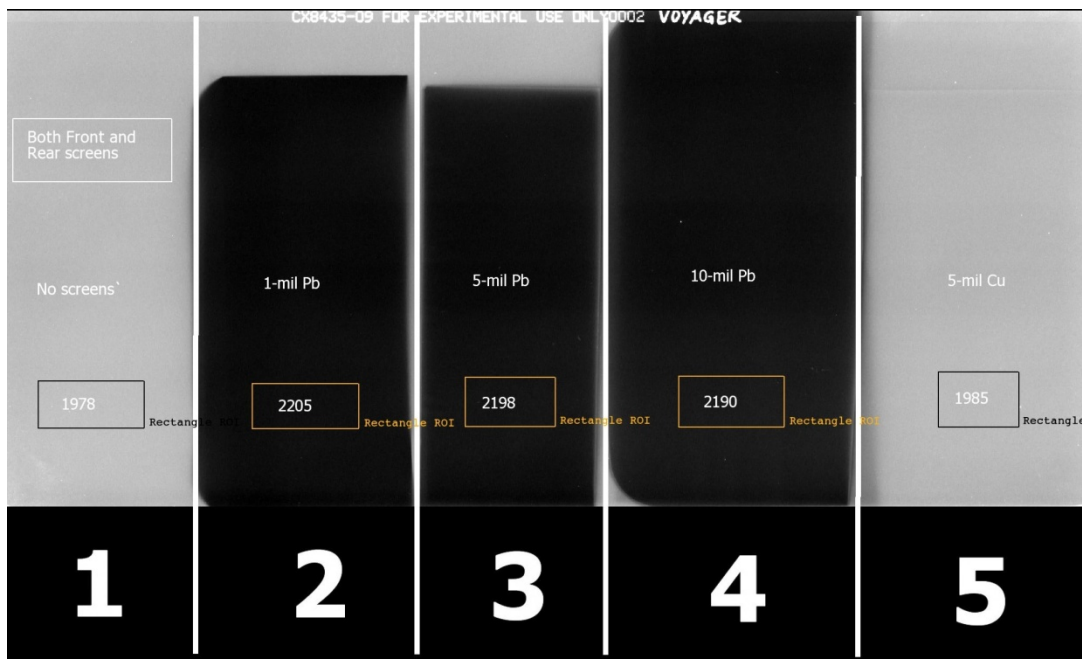 CX8435-09 FOR EXPERIMENTAL USE ONLY0002 VOYAGER
Both Front and
Rear screens
No screens`
1-mil Pb
5-mil Pb
10-mil Pb
5-mil Cu
1978
Rectangle ROI
2205
Rectangle ROI
2198
Rectangle ROI
2190
Rectangle ROI
1985
Rectangle
1
2
3
4
5